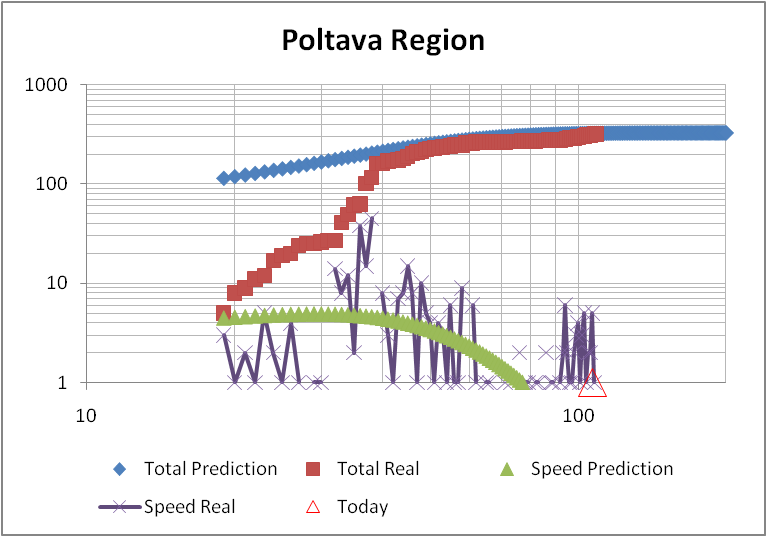 Poltava Region
1000
100
10
1
10 100
Total Prediction Total Real Speed Prediction
Speed Real Today